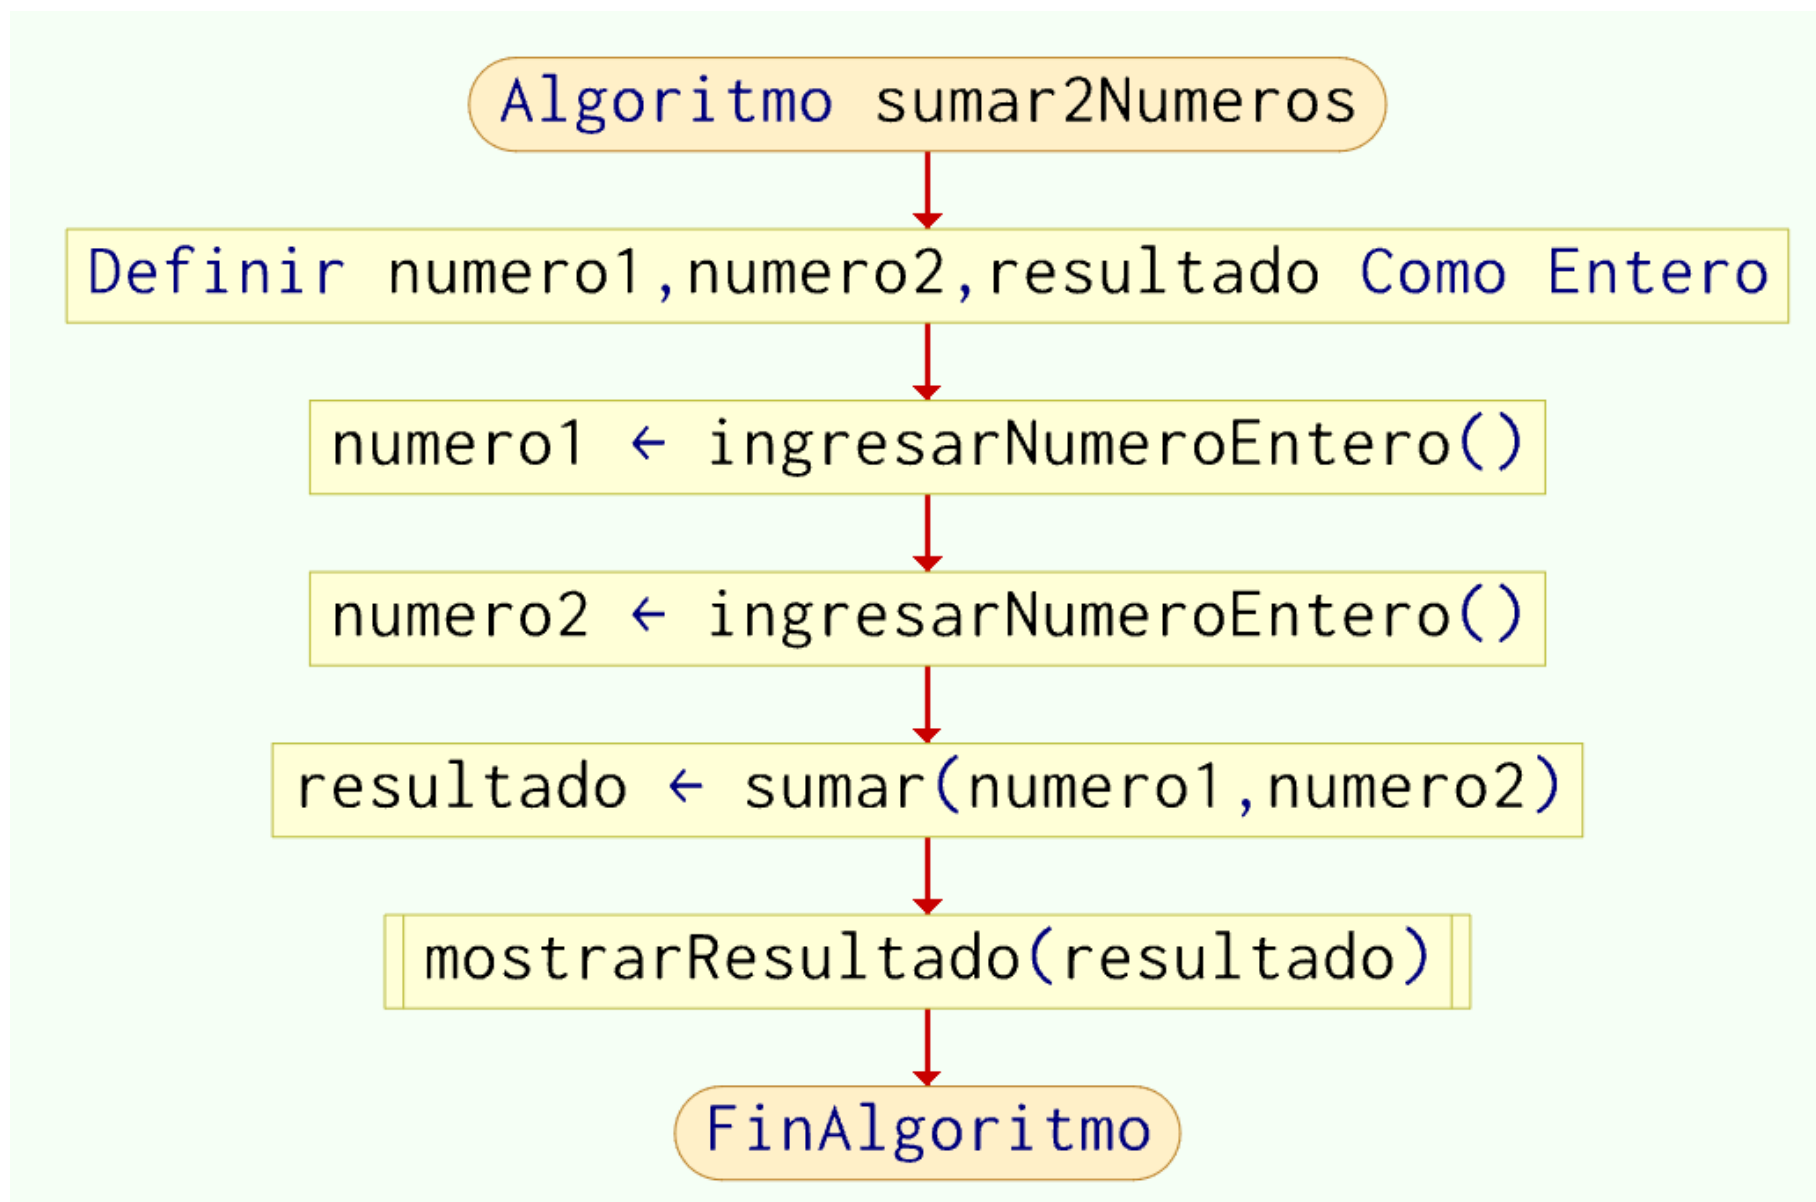 Algoritmo sumar2Numeros
Definir numero1,numero2,resultado Como Entero
numero1 ← ingresarNumeroEntero()
numero2 ← ingresarNumeroEntero()
resultado ← sumar(numero1,numero2)
mostrarResultado(resultado)
FinAlgoritmo